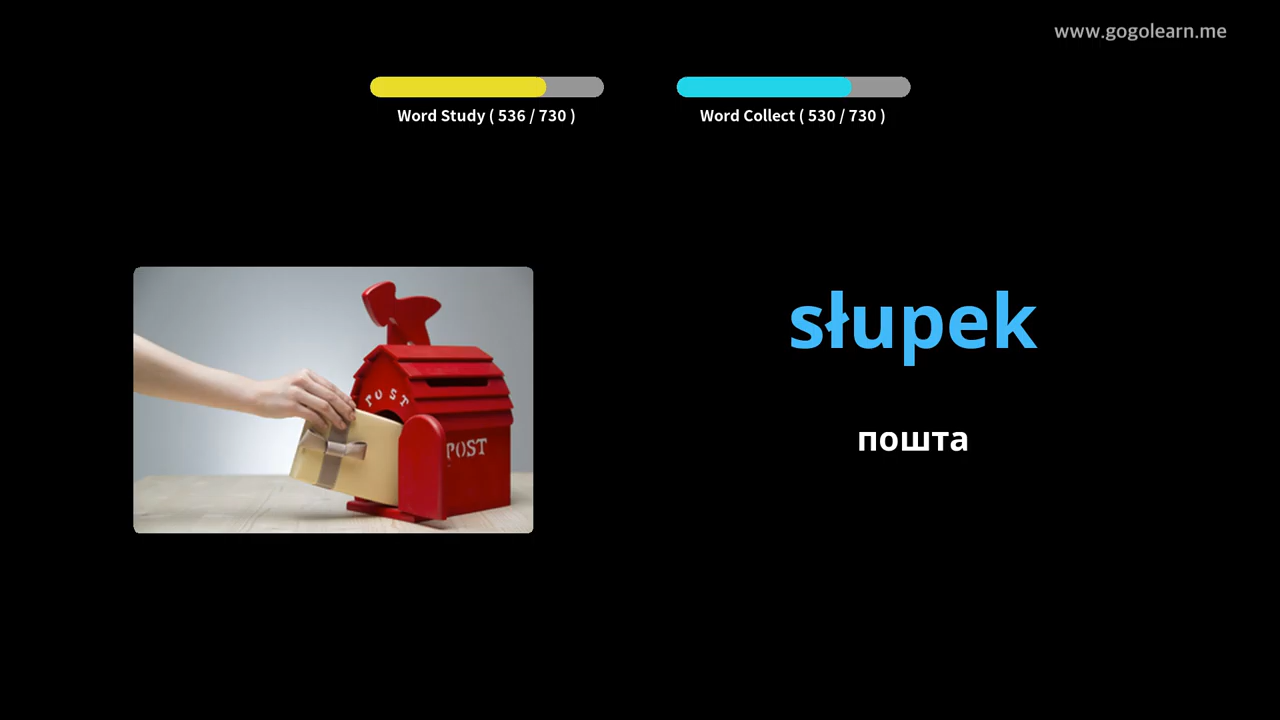 www.gogolearn.me
Word Study ( 536 / 730 )
Word Collect ( 530 / 730 )
słupek
пошта
POST
POST